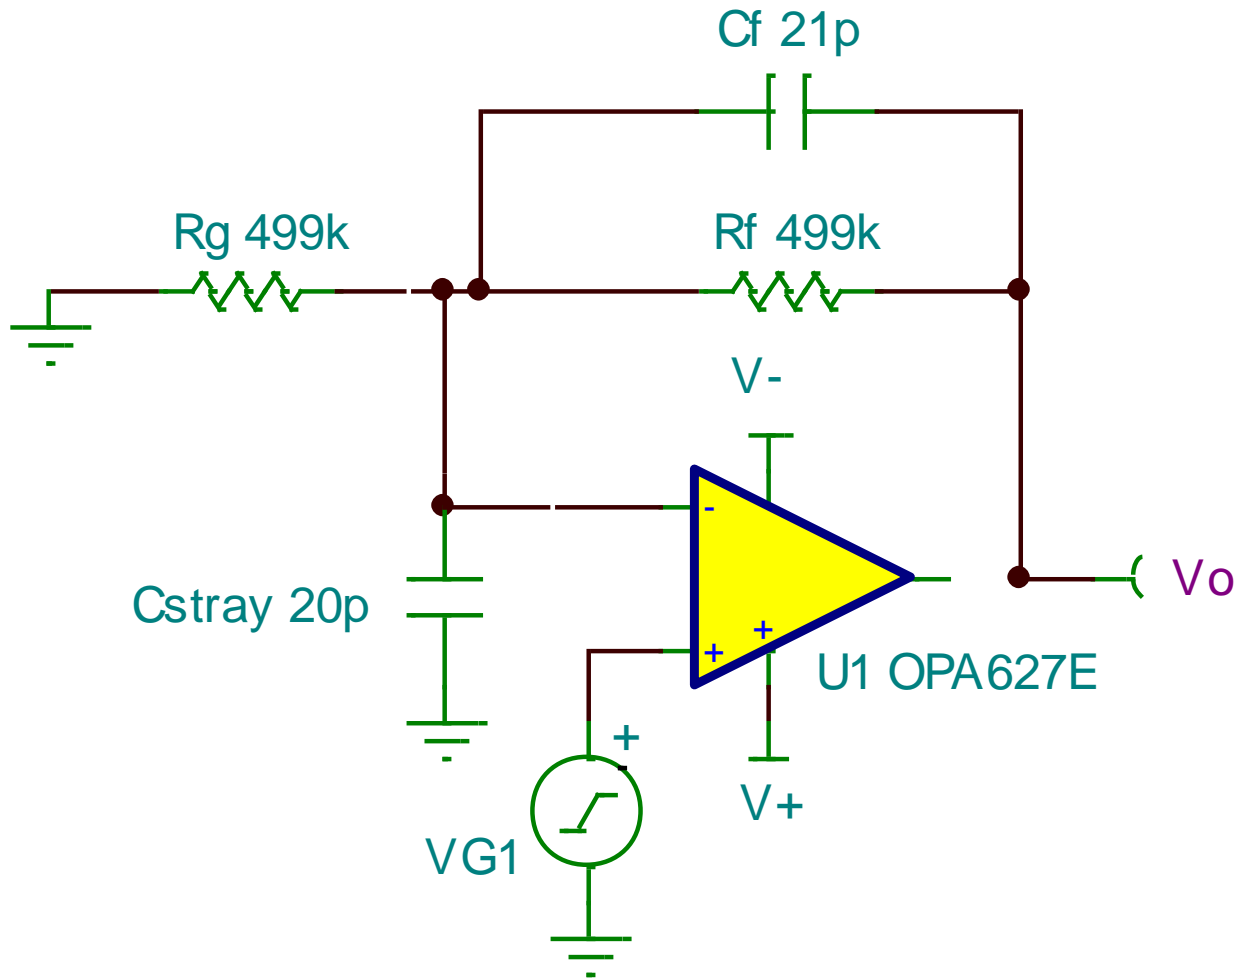 Cf 21p
Rg 499k
Rf 499k
V-
-
Cstray 20p
Vo
+
+
U1 OPA627E
+
V+
VG1